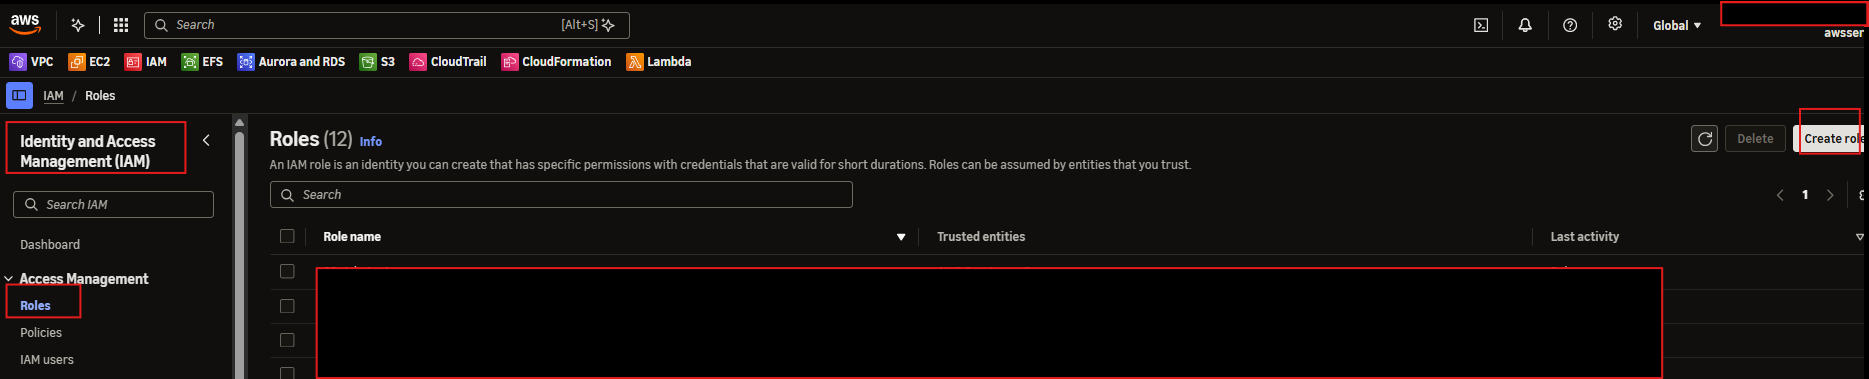 aws
Search [Alt+S]
Global
awsser
VPC EC2 IAM EFS Aurora and RDS S3 CloudTrail CloudFormation Lambda
IAM / Roles
Identity and Access
Management (IAM)
Search IAM
Dashboard
Access Management
Roles
Policies
IAM users
Roles (12) Info
Delete
Create role
An IAM role is an identity you can create that has specific permissions with credentials that are valid for short durations. Roles can be assumed by entities that you trust.
Search
1
Role name Trusted entities Last activity